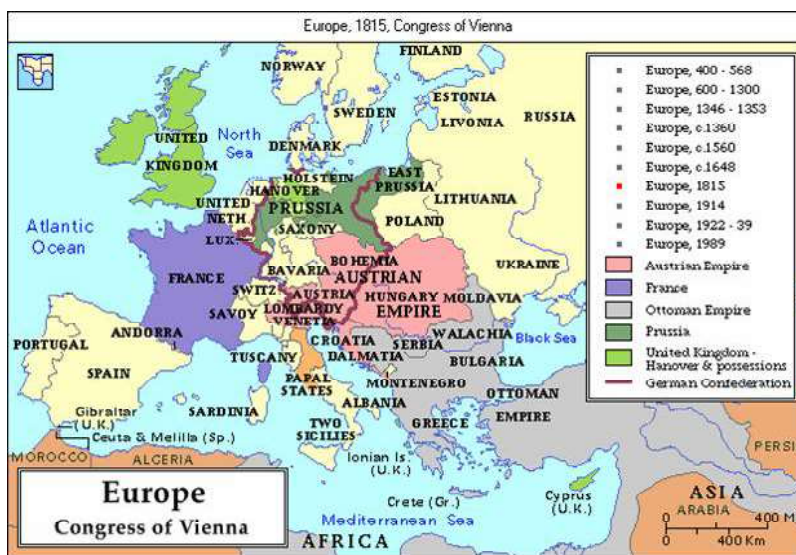 Europe, 1815, Congress of Vienna
NORWAY
FINLAND
SWEDEN
ESTONIA
LIVONIA
RUSSIA
North
Sea
UNITED
KINGDOM
DENMARK
HOLSTEIN
HANOVER
EAST
PRUSSIA
LITHUANIA
UNITED
NETH
PRUSSIA
POLAND
SAXONY
LUX
Atlantic
Ocean
BOHEMIA
UKRAINE
FRANCE
BAVARIA
AUSTRIAN
EMPIRE
SWITZ
AUSTRIA
HUNGARY
MOLDAVIA
SAVOY
LOMBARDY
VENETIA
WALACHIA
Black Sea
ANDORRA
CROATIA
SERBIA
PORTUGAL
SPAIN
TUSCANY
DALMATIA
BULGARIA
PAPAL
STATES
MONTENEGRO
OTTOMAN
EMPIRE
SARDINIA
ALBANIA
Gibraltar
(U.K.)
TWO
SICILIES
GREECE
Ceuta & Melilla (Sp.)
Ionian Is.
(U.K.)
MOROCCO
ALGERIA
Crete (Gr.)
Cyprus
(U.K.)
ASIA
ARABIA
PERSI
Mediterranean Sea
AFRICA
0 400 M
0 400 Km
Europe
Congress of Vienna
Europe, 400 - 568
Europe, 600 - 1300
Europe, 1346 - 1353
Europe, c.1360
Europe, c.1560
Europe, c.1648
Europe, 1815
Europe, 1914
Europe, 1922 - 39
Europe, 1989
Austrian Empire
France
Ottoman Empire
Prussia
United Kingdom -
Hanover & possessions
German Confederation